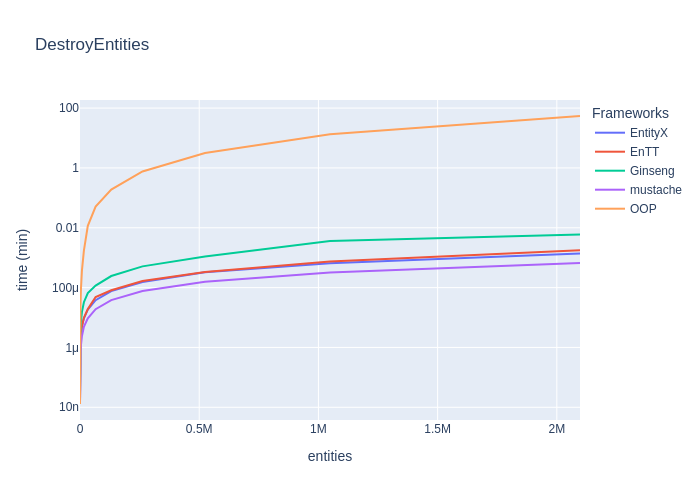 DestroyEntities
time (min)
100
1
0.01
100μ
1μ
10n
0
0.5M
1M
1.5M
2M
entities
Frameworks
EntityX
EnTT
Ginseng
mustache
OOP